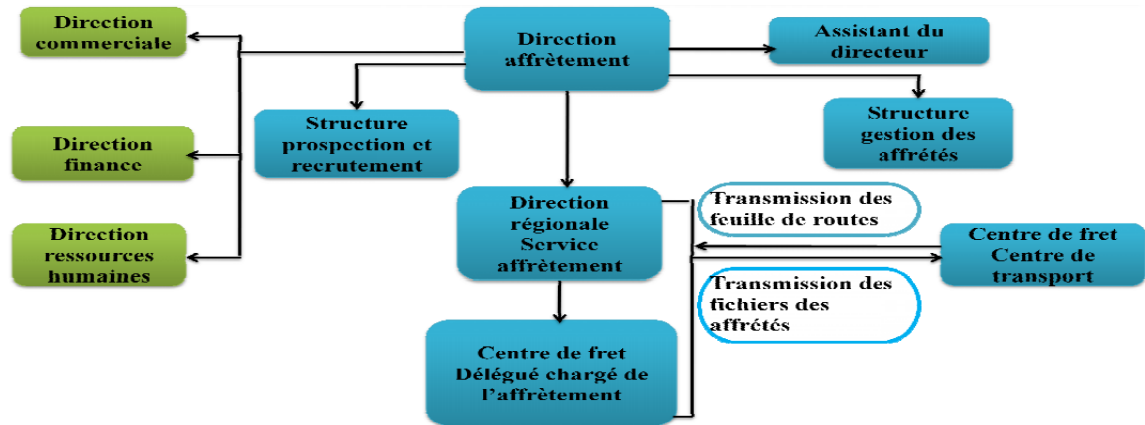 Direction
commerciale
Direction
affrètement
Assistant du
directeur
Structure
prospection et
recrutement
Structure
gestion des
affrétés
Direction
finance
Direction
régionale
Service
affrètement
Transmission des
feuille de routes
Direction
ressources
humaines
Centre de fret
Centre de
transport
Transmission des
fichiers des
affrétés
Centre de fret
Délégué chargé de
l'affrètement